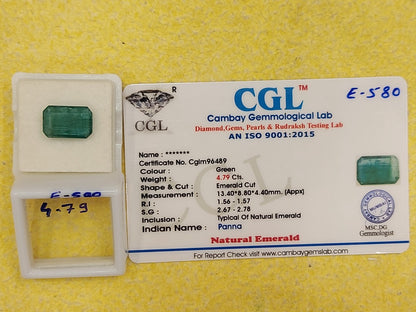 R
CGL
CGL™
E-580
Cambay Gemmological Lab
Diamond,Gems, Pearls & Rudraksh Testing Lab
AN ISO 9001:2015
Name : *******
Certificate No. Cglm96489
Colour : Green
Weight : 4.79 Cts.
Shape & Cut : Emerald Cut
Measurement : 13.40*8.80*4.40mm. (Appx)
R.I : 1.56 - 1.57
S.G : 2.67 - 2.78
Inclusion : Typical Of Natural Emerald
Indian Name : Panna
Natural Emerald
For Report Visit us : www.cambaygemslab.com
MSC,DG
Gemmologist
E-580
4.79